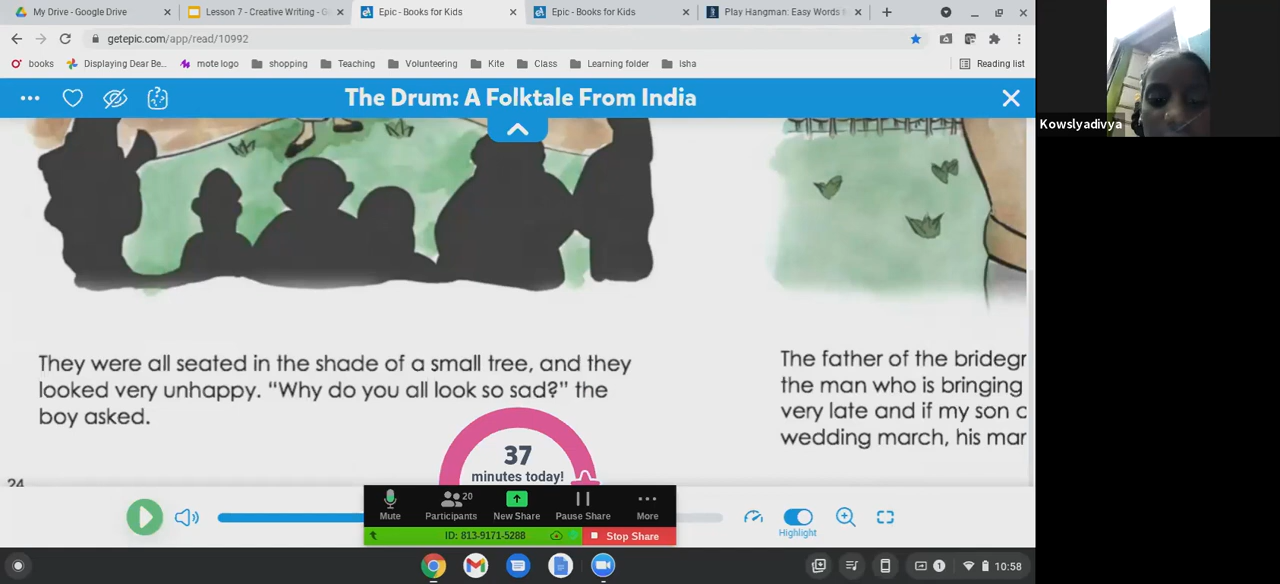 My Drive - Google Drive
Lesson 7 - Creative Writing - G
Epic - Books for Kids
Epic - Books for Kids
Play Hangman: Easy Words
getepic.com/app/read/10992
books
Displaying Dear Be...
mote logo
shopping
Teaching
Volunteering
Kite
Class
Learning folder
Isha
Reading list
The Drum: A Folktale From India
Kowslyadivya
They were all seated in the shade of a small tree, and they
looked very unhappy. “Why do you all look so sad?” the
boy asked.
The father of the bridegr
the man who is bringing
very late and if my son
wedding march, his mar
24
37
minutes today!
Mute
Participants
20
New Share
Pause Share
More
ID: 813-9171-5288
Stop Share
Highlight
1
10:58